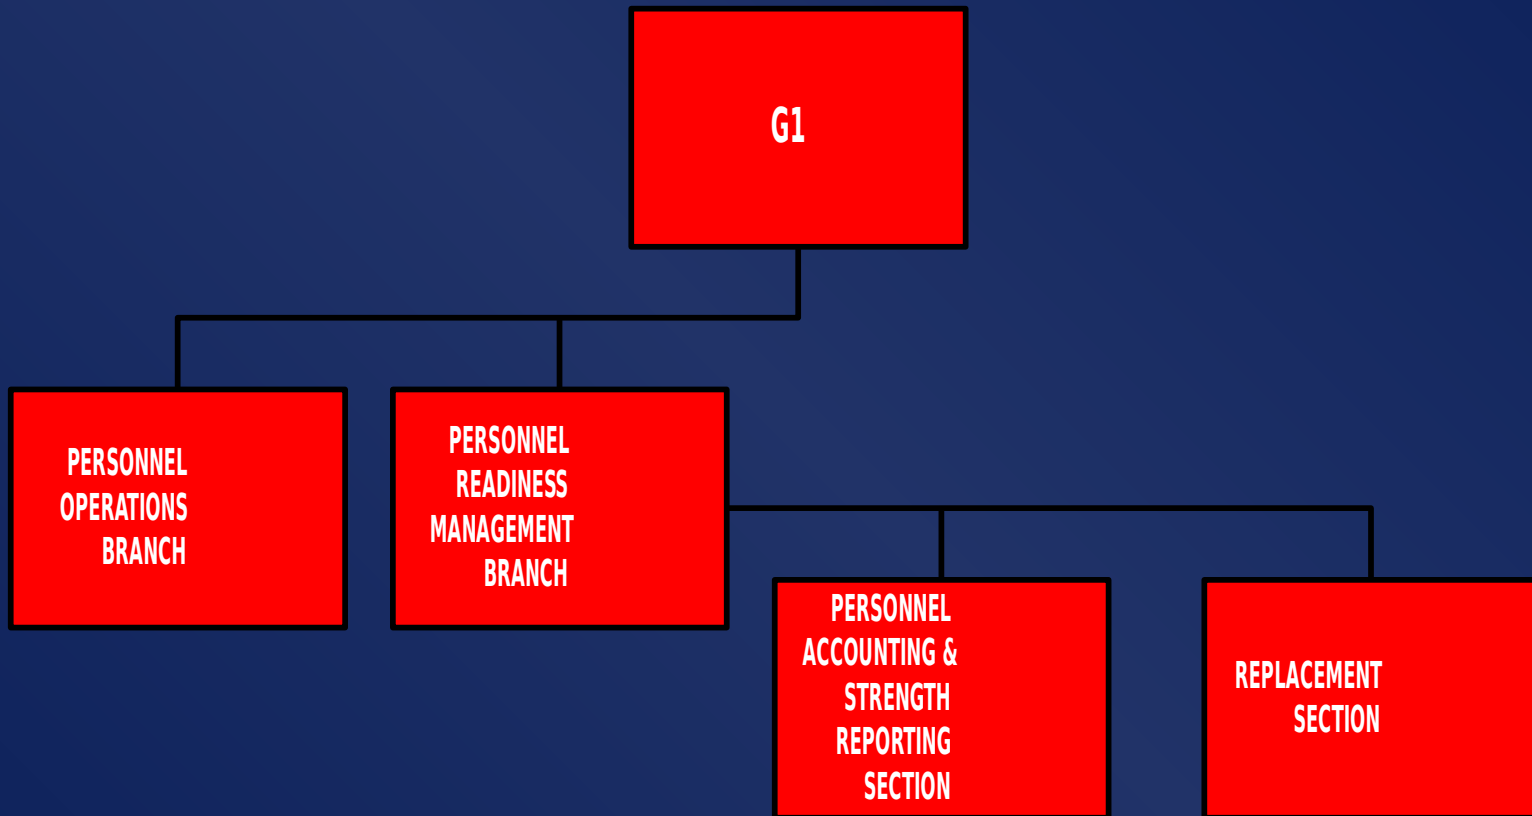 G1
PERSONNEL
OPERATIONS
BRANCH
PERSONNEL
READINESS
MANAGEMENT
BRANCH
PERSONNEL
ACCOUNTING &
STRENGTH
REPORTING
SECTION
REPLACEMENT
SECTION